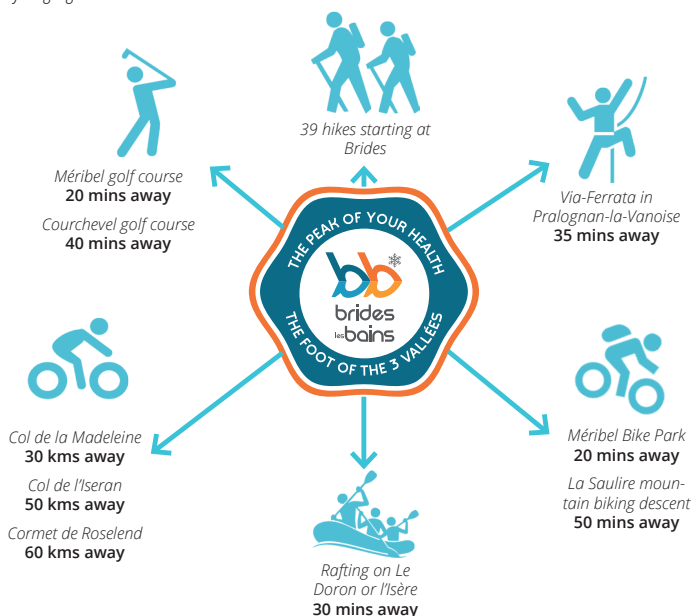 39 hikes starting at
Brides
Méribel golf course
20 mins away
Courchevel golf course
40 mins away
Via-Ferrata in
Pralognan-la-Vanoise
35 mins away
THE PEAK OF YOUR HEALTH
bb
brides
les bains
THE FOOT OF THE 3 VALLÉES
Col de la Madeleine
30 kms away
Col de l'Iseran
50 kms away
Cormet de Roselend
60 kms away
Méribel Bike Park
20 mins away
La Saulire moun-
tain biking descent
50 mins away
Rafting on Le
Doron or l'Isère
30 mins away